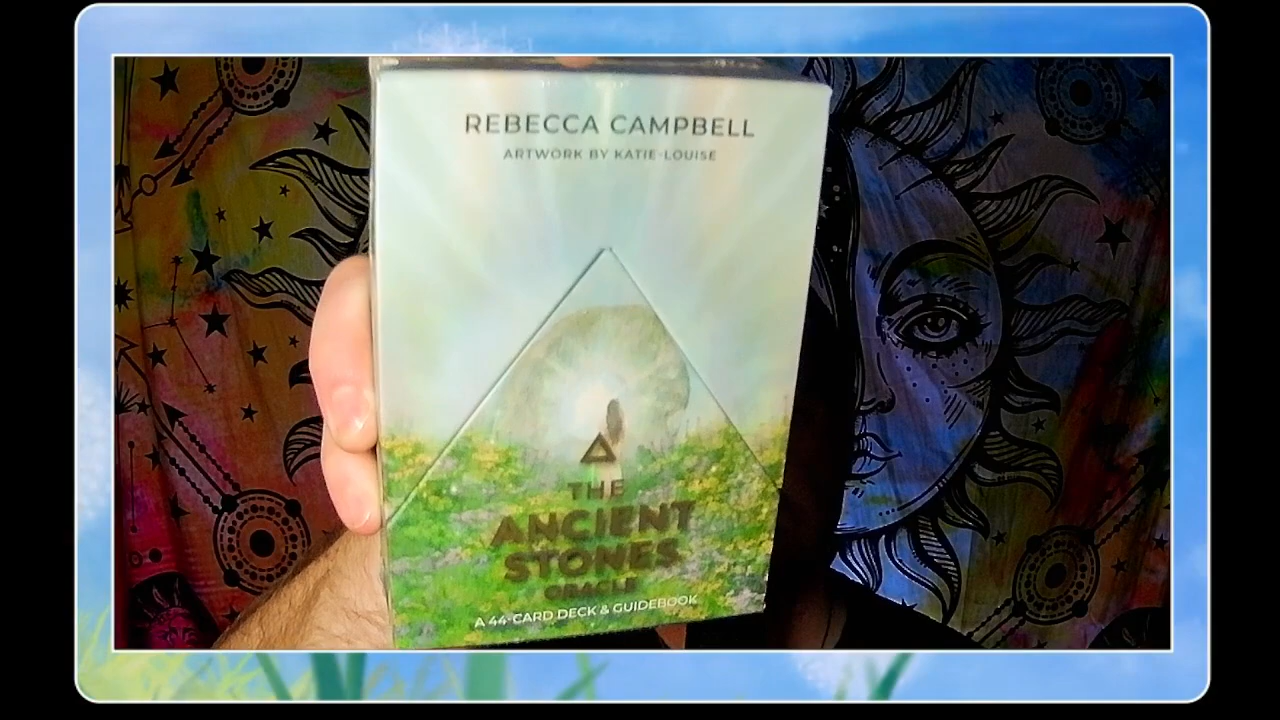 REBECCA CAMPBELL
ARTWORK BY KATIE-LOUISE
THE
ANCIENT
STONES
ORACLE
A 44-CARD DECK & GUIDEBOOK